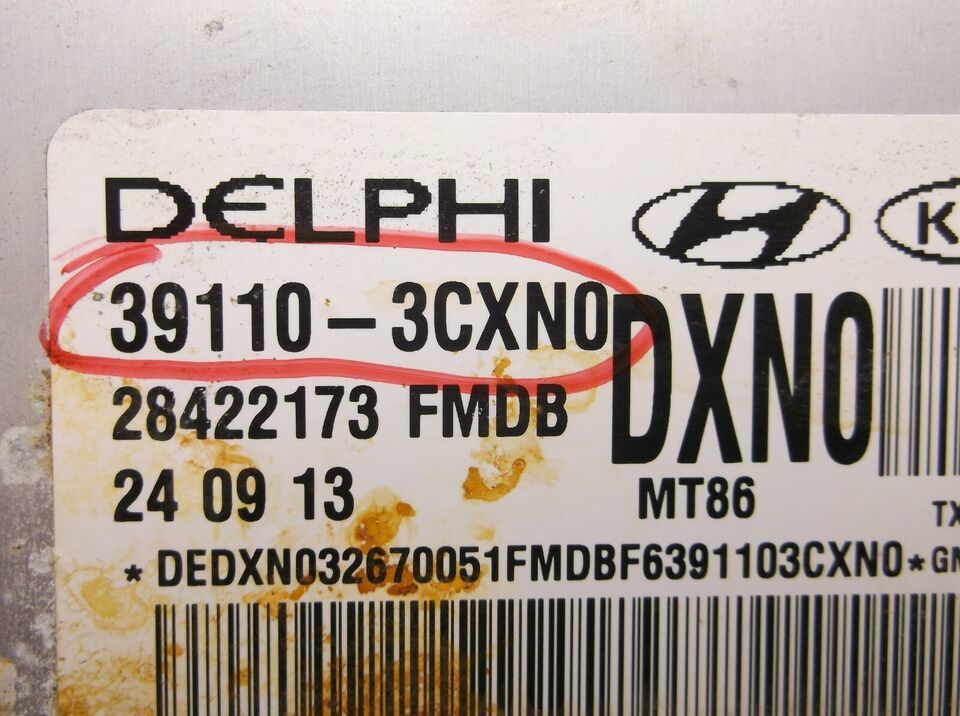 DELPHI
39110-3CXN0
DXN0
28422173 FMDB
24 09 13
MT86
*DEDXN032670051FMDBF6391103CXN0*